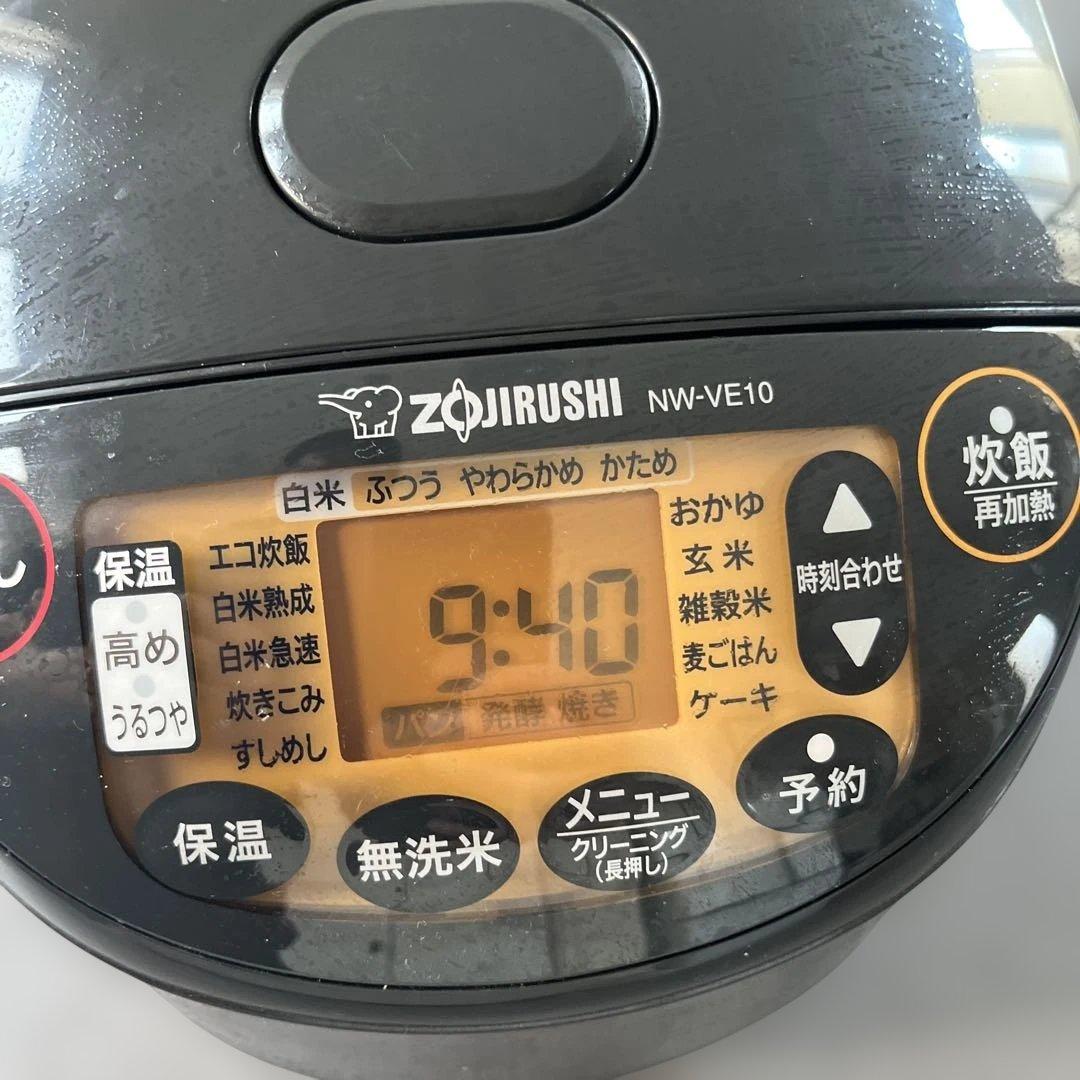 ZOJIRUSHI NW-VE10
白米 ふつう やわらかめ かため
保温
高め
うるつや
エコ炊飯
白米熟成
白米急速
炊きこみ
すしめし
9:40
パン 発酵 焼き
おかゆ
玄米
雑穀米
麦ごはん
ケーキ
時刻合わせ
炊飯
再加熱
し
保温
無洗米
メニュー
クリーニング
(長押し)
予約